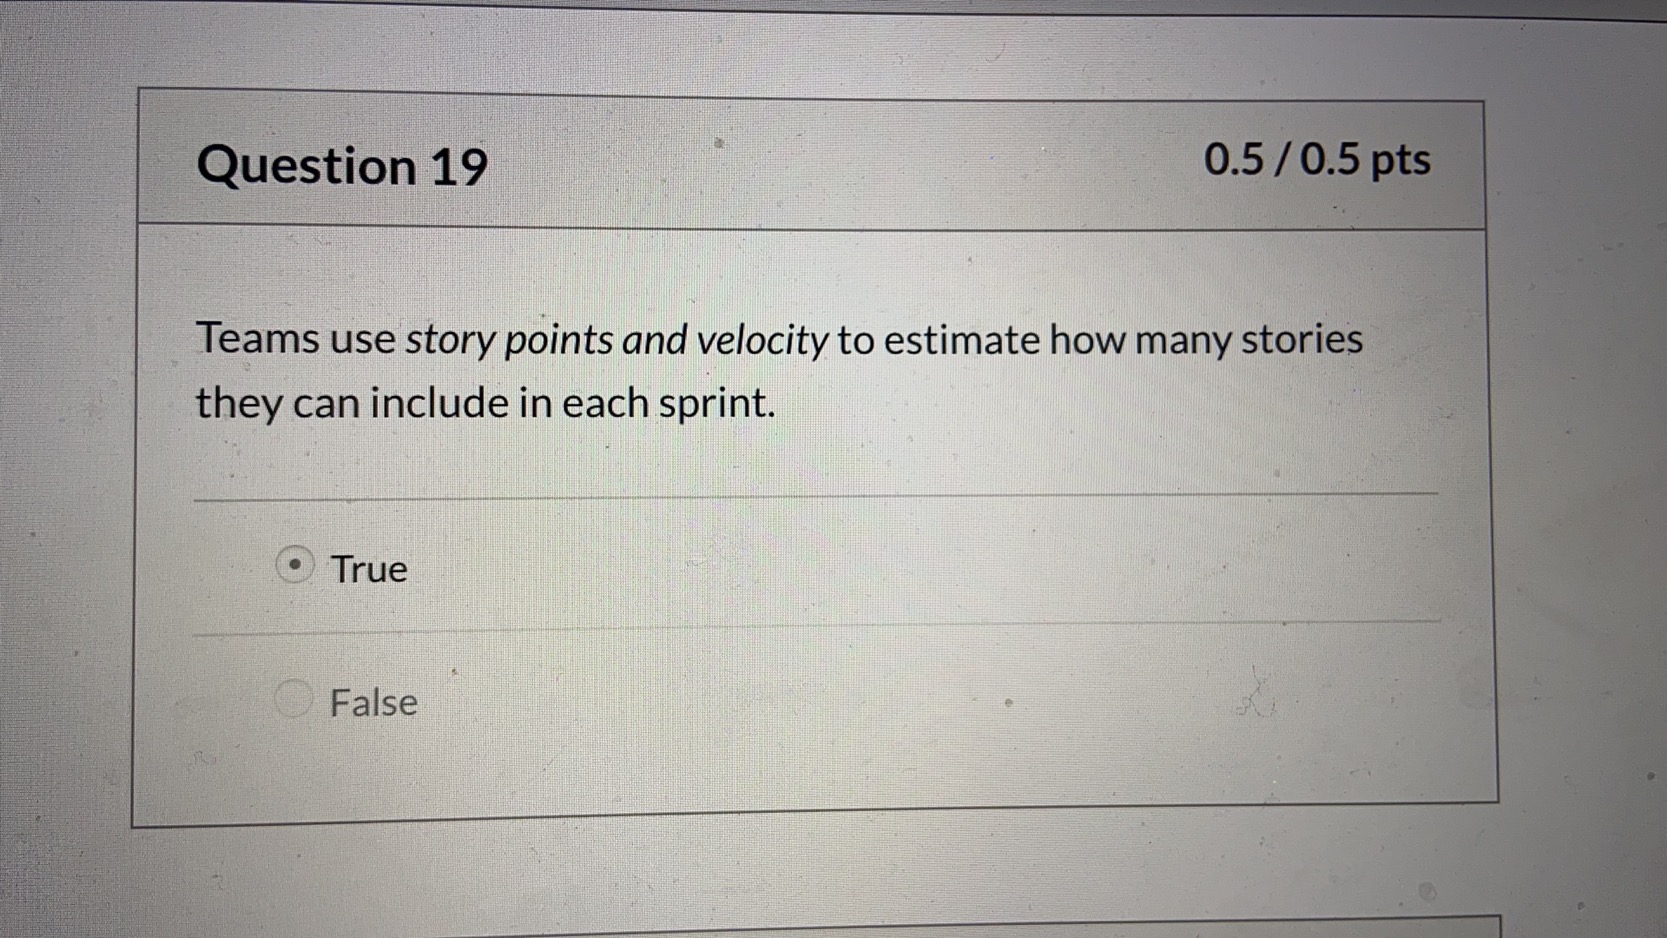 Question 19
0.5 / 0.5 pts
Teams use story points and velocity to estimate how many stories
they can include in each sprint.
True
False